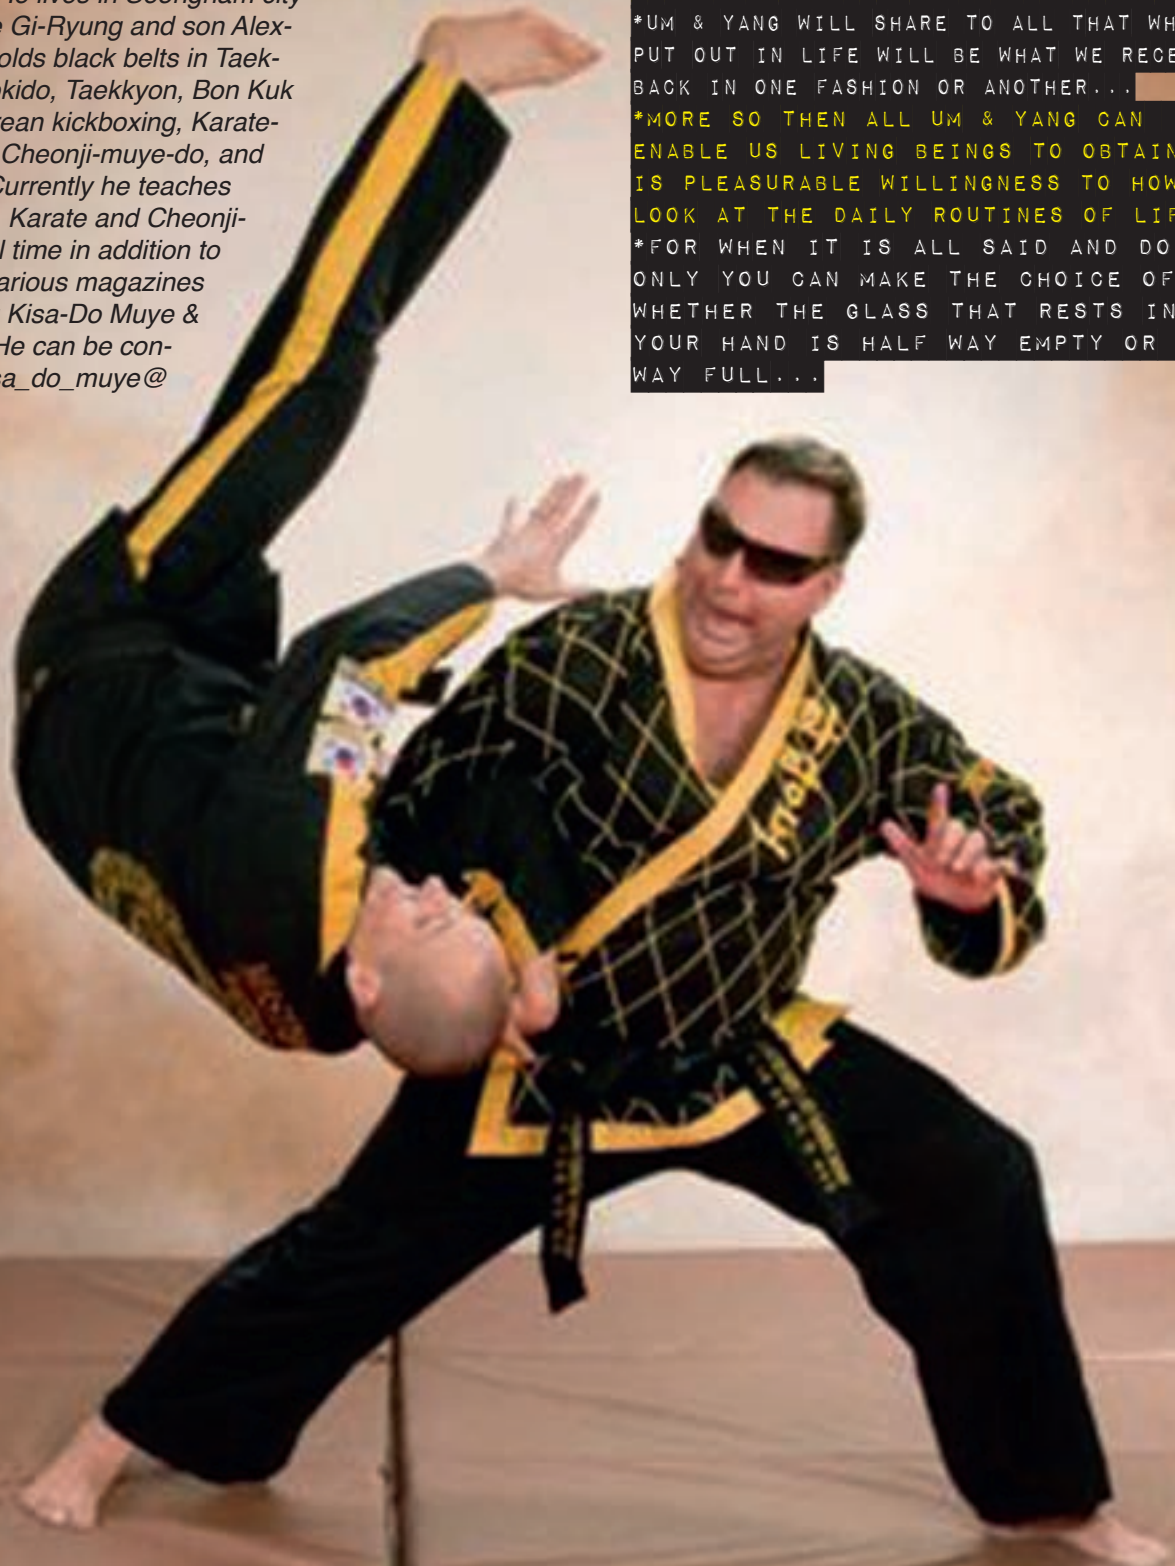 Gi-Ryung and son Alex-
olds black belts in Taek-
kido, Taekkyon, Bon Kuk
ean kickboxing, Karate-
Cheonji-muye-do, and
Currently he teaches
Karate and Cheonji-
l time in addition to
arious magazines
Kisa-Do Muye &
He can be con-
sa_do_muye@
*UM & YANG WILL SHARE TO ALL THAT WH
PUT OUT IN LIFE WILL BE WHAT WE RECE
BACK IN ONE FASHION OR ANOTHER...
*MORE SO THEN ALL UM & YANG CAN
ENABLE US LIVING BEINGS TO OBTAIN
IS PLEASURABLE WILLINGNESS TO HOW
LOOK AT THE DAILY ROUTINES OF LIF
*FOR WHEN IT IS ALL SAID AND DO
ONLY YOU CAN MAKE THE CHOICE OF
WHETHER THE GLASS THAT RESTS IN
YOUR HAND IS HALF WAY EMPTY OR
WAY FULL...